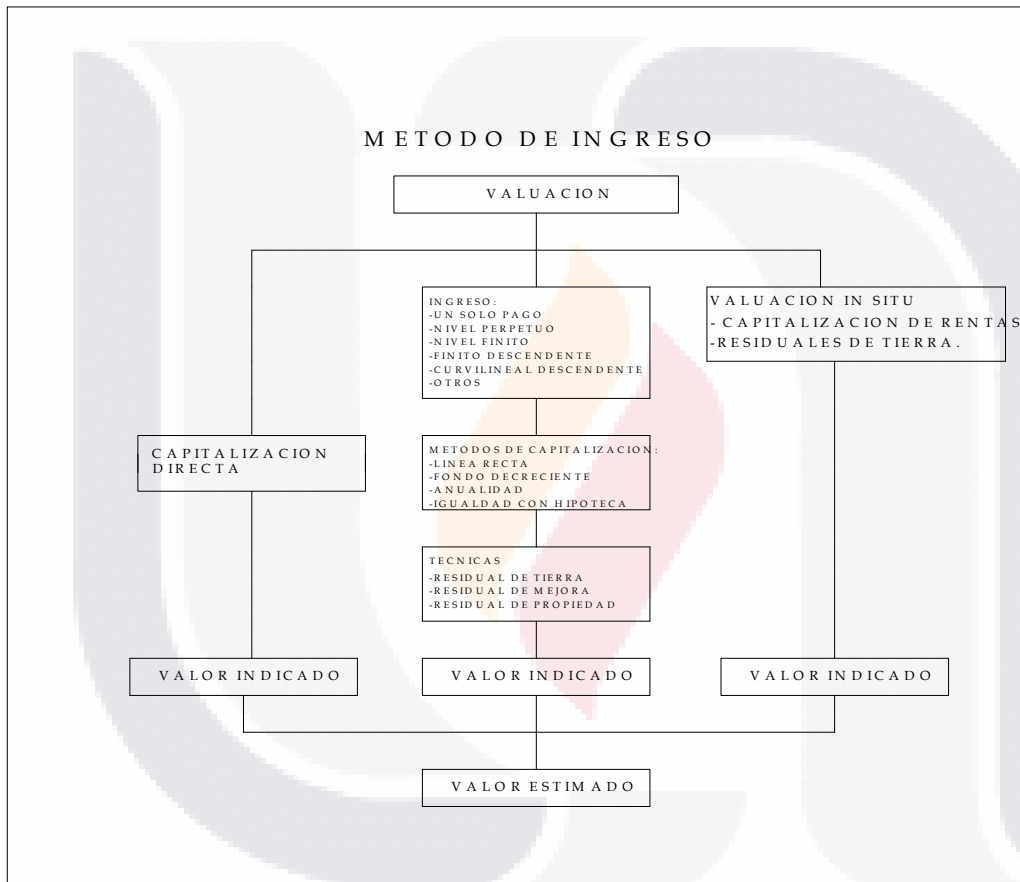 METODO DE INGRESO
VALUACION
INGRESO:
-UN SOLO PAGO
-NIVEL PERPETUO
-NIVEL FINITO
-FINITO DESCENDENTE
-CURVILINEAL DESCENDENTE
-OTROS
VALUACION IN SITU
- CAPITALIZACION DE RENTAS
-RESIDUALES DE TIERRA.
CAPITALIZACION
DIRECTA
METODOS DE CAPITALIZACION:
-LINEA RECTA
-FONDO DECRECIENTE
-ANUALIDAD
-IGUALDAD CON HIPOTECA
TECNICAS
-RESIDUAL DE TIERRA
-RESIDUAL DE MEJORA
-RESIDUAL DE PROPIEDAD
VALOR INDICADO
VALOR INDICADO
VALOR INDICADO
VALOR ESTIMADO